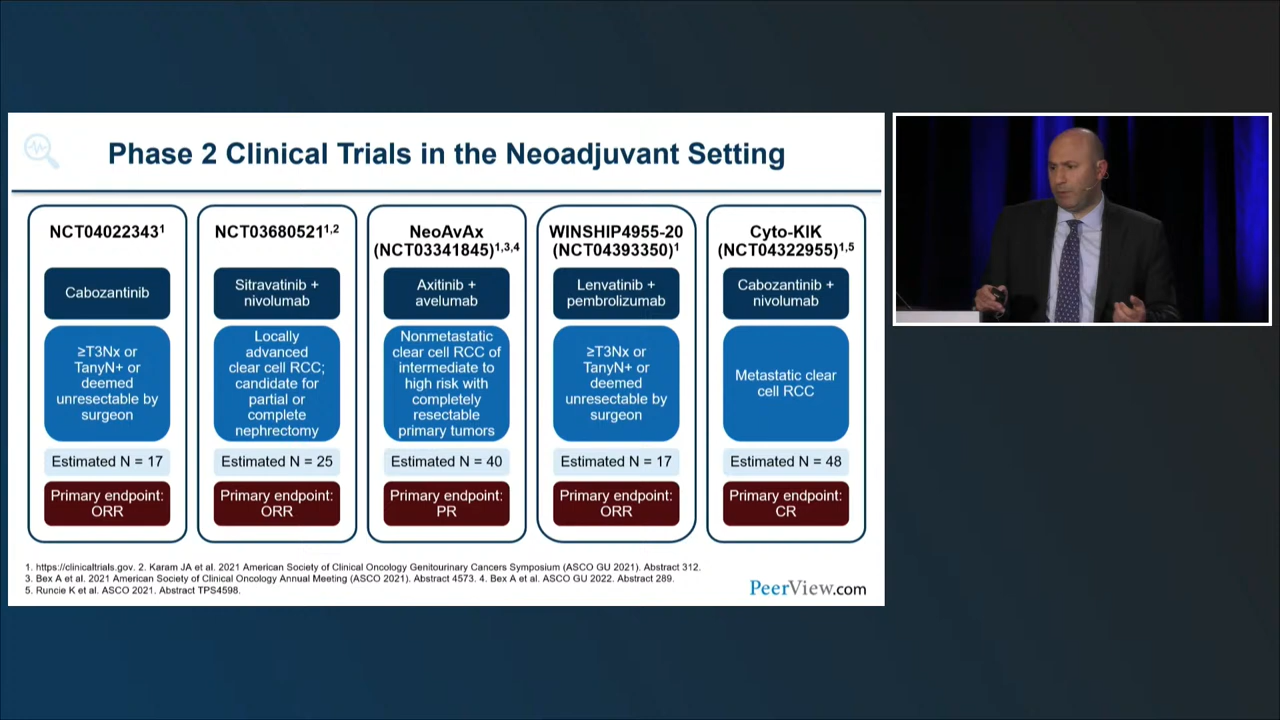 Phase 2 Clinical Trials in the Neoadjuvant Setting
NCT04022343¹
Cabozantinib
≥T3Nx or
TanyN+ or
deemed
unresectable by
surgeon
Estimated N = 17
Primary endpoint:
ORR
NCT03680521¹,²
Sitravatinib +
nivolumab
Locally
advanced
clear cell RCC;
candidate for
partial or
complete
nephrectomy
Estimated N = 25
Primary endpoint:
ORR
NeoAvAx
(NCT03341845)¹,³,⁴
Axitinib +
avelumab
Nonmetastatic
clear cell RCC of
intermediate to
high risk with
completely
resectable
primary tumors
Estimated N = 40
Primary endpoint:
PR
WINSHIP4955-20
(NCT04393350)¹
Lenvatinib +
pembrolizumab
≥T3Nx or
TanyN+ or
deemed
unresectable by
surgeon
Estimated N = 17
Primary endpoint:
ORR
Cyto-KIK
(NCT04322955)¹,⁵
Cabozantinib +
nivolumab
Metastatic clear
cell RCC
Estimated N = 48
Primary endpoint:
CR
1. https://clinicaltrials.gov. 2. Karam JA et al. 2021 American Society of Clinical Oncology Genitourinary Cancers Symposium (ASCO GU 2021). Abstract 312.
3. Bex A et al. 2021 American Society of Clinical Oncology Annual Meeting (ASCO 2021). Abstract 4573. 4. Bex A et al. ASCO GU 2022. Abstract 289.
5. Runcie K et al. ASCO 2021. Abstract TPS4598.
PeerView.com